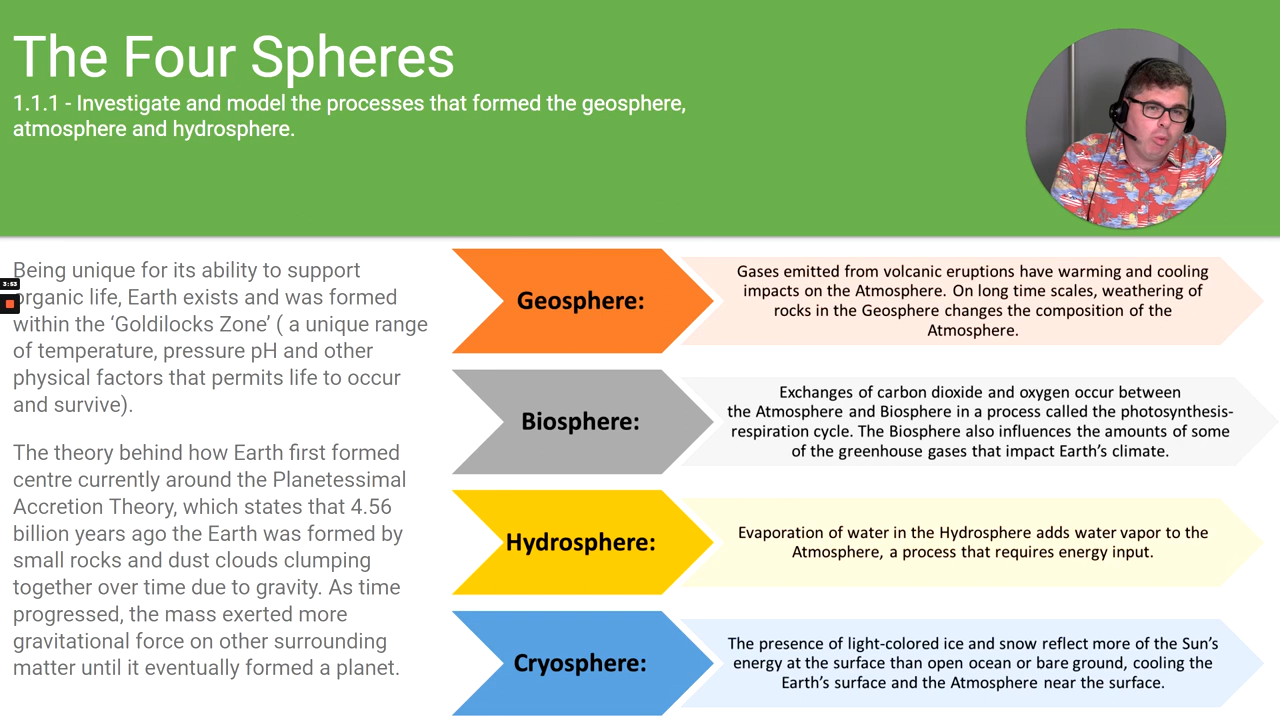 The Four Spheres
1.1.1 - Investigate and model the processes that formed the geosphere,
atmosphere and hydrosphere.
Being unique for its ability to support
organic life, Earth exists and was formed
within the ‘Goldilocks Zone’ ( a unique range
of temperature, pressure pH and other
physical factors that permits life to occur
and survive).
The theory behind how Earth first formed
centre currently around the Planetessimal
Accretion Theory, which states that 4.56
billion years ago the Earth was formed by
small rocks and dust clouds clumping
together over time due to gravity. As time
progressed, the mass exerted more
gravitational force on other surrounding
matter until it eventually formed a planet.
3:53
Geosphere:
Gases emitted from volcanic eruptions have warming and cooling
impacts on the Atmosphere. On long time scales, weathering of
rocks in the Geosphere changes the composition of the
Atmosphere.
Biosphere:
Exchanges of carbon dioxide and oxygen occur between
the Atmosphere and Biosphere in a process called the photosynthesis-
respiration cycle. The Biosphere also influences the amounts of some
of the greenhouse gases that impact Earth’s climate.
Hydrosphere:
Evaporation of water in the Hydrosphere adds water vapor to the
Atmosphere, a process that requires energy input.
Cryosphere:
The presence of light-colored ice and snow reflect more of the Sun’s
energy at the surface than open ocean or bare ground, cooling the
Earth’s surface and the Atmosphere near the surface.